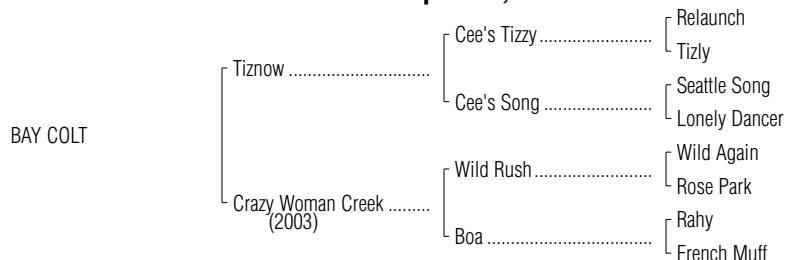 Relaunch
Cee's Tizzy
Tizly
Tiznow
Seattle Song
Cee's Song
Lonely Dancer
BAY COLT
Wild Again
Wild Rush
Rose Park
Crazy Woman Creek
(2003)
Rahy
Boa
French Muff